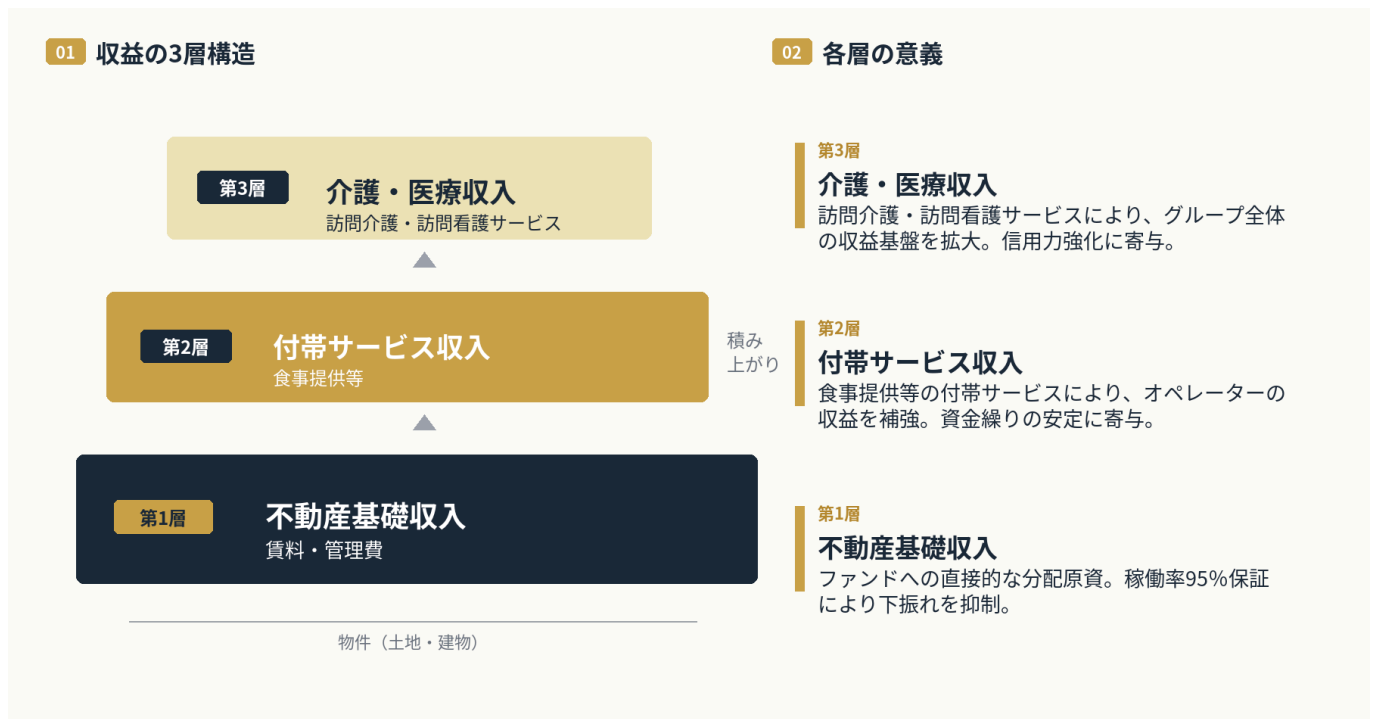 01 収益の3層構造
第3層
介護・医療収入
訪問介護・訪問看護サービス
第2層
付帯サービス収入
食事提供等
積み
上がり
第1層
不動産基礎収入
賃料・管理費
物件（土地・建物）
02 各層の意義
第3層
介護・医療収入
訪問介護・訪問看護サービスにより、グループ全体
の収益基盤を拡大。信用力強化に寄与。
第2層
付帯サービス収入
食事提供等の付帯サービスにより、オペレーターの
収益を補強。資金繰りの安定に寄与。
第1層
不動産基礎収入
ファンドへの直接的な分配原資。稼働率95%保証
により下振れを抑制。